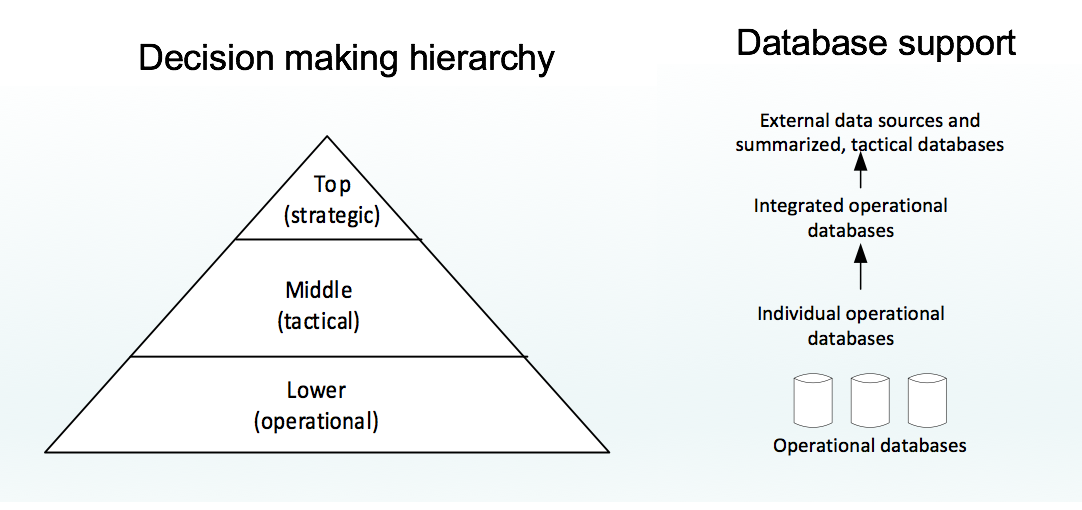 Decision making hierarchy
Top
(strategic)
Middle
(tactical)
Lower
(operational)
Database support
External data sources and
summarized, tactical databases
Integrated operational
databases
Individual operational
databases
Operational databases